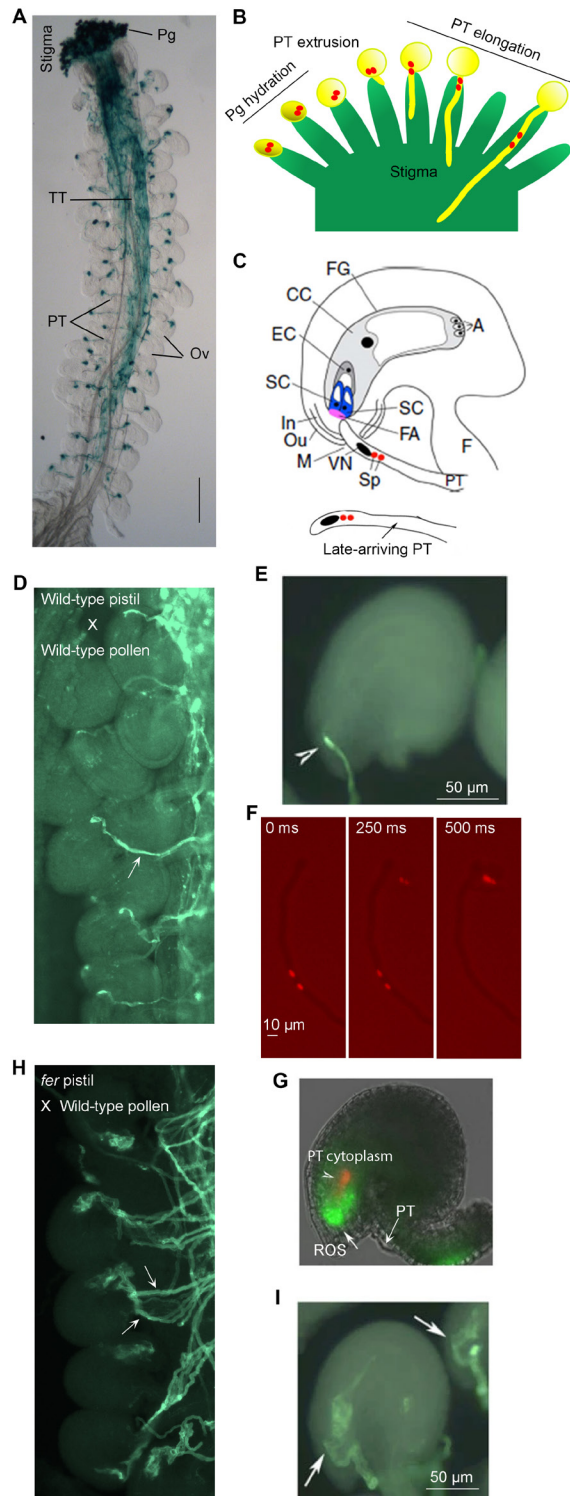 A
Stigma
Pg
TT
PT
Ov
B
PT extrusion
PT elongation
Pg hydration
Stigma
C
FG
CC
A
EC
SC
SC
In
FA
Ou
F
M
VN
Sp
PT
Late-arriving PT
D
Wild-type pistil
X
Wild-type pollen
E
50 µm
F
0 ms
250 ms
500 ms
10 µm
G
PT cytoplasm
PT
ROS
H
fer pistil
X Wild-type pollen
I
50 µm